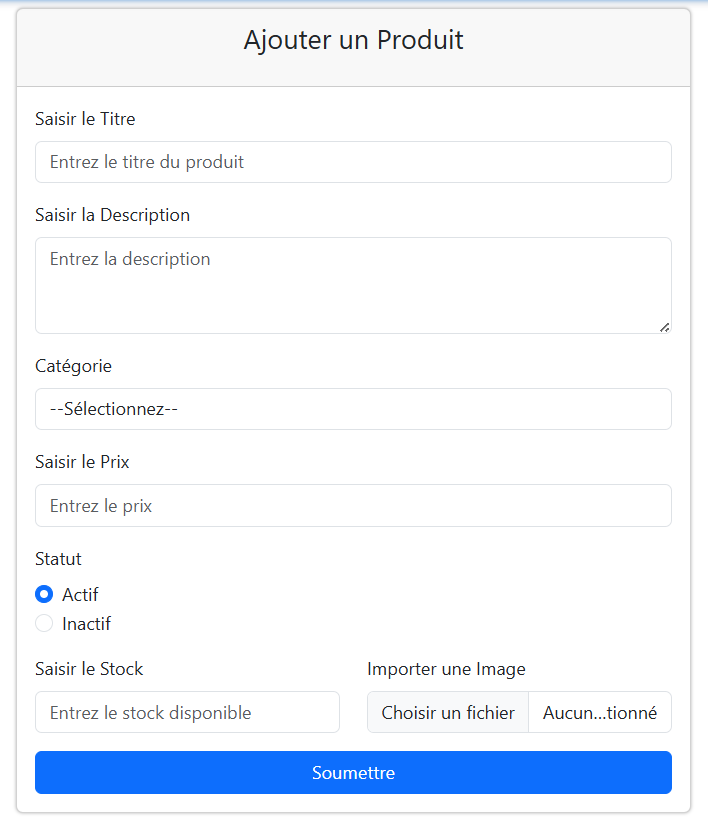 Ajouter un Produit
Saisir le Titre
Entrez le titre du produit
Saisir la Description
Entrez la description
Catégorie
--Sélectionnez--
Saisir le Prix
Entrez le prix
Statut
Actif
Inactif
Saisir le Stock
Importer une Image
Entrez le stock disponible
Choisir un fichier
Aucun...tionné
Soumettre